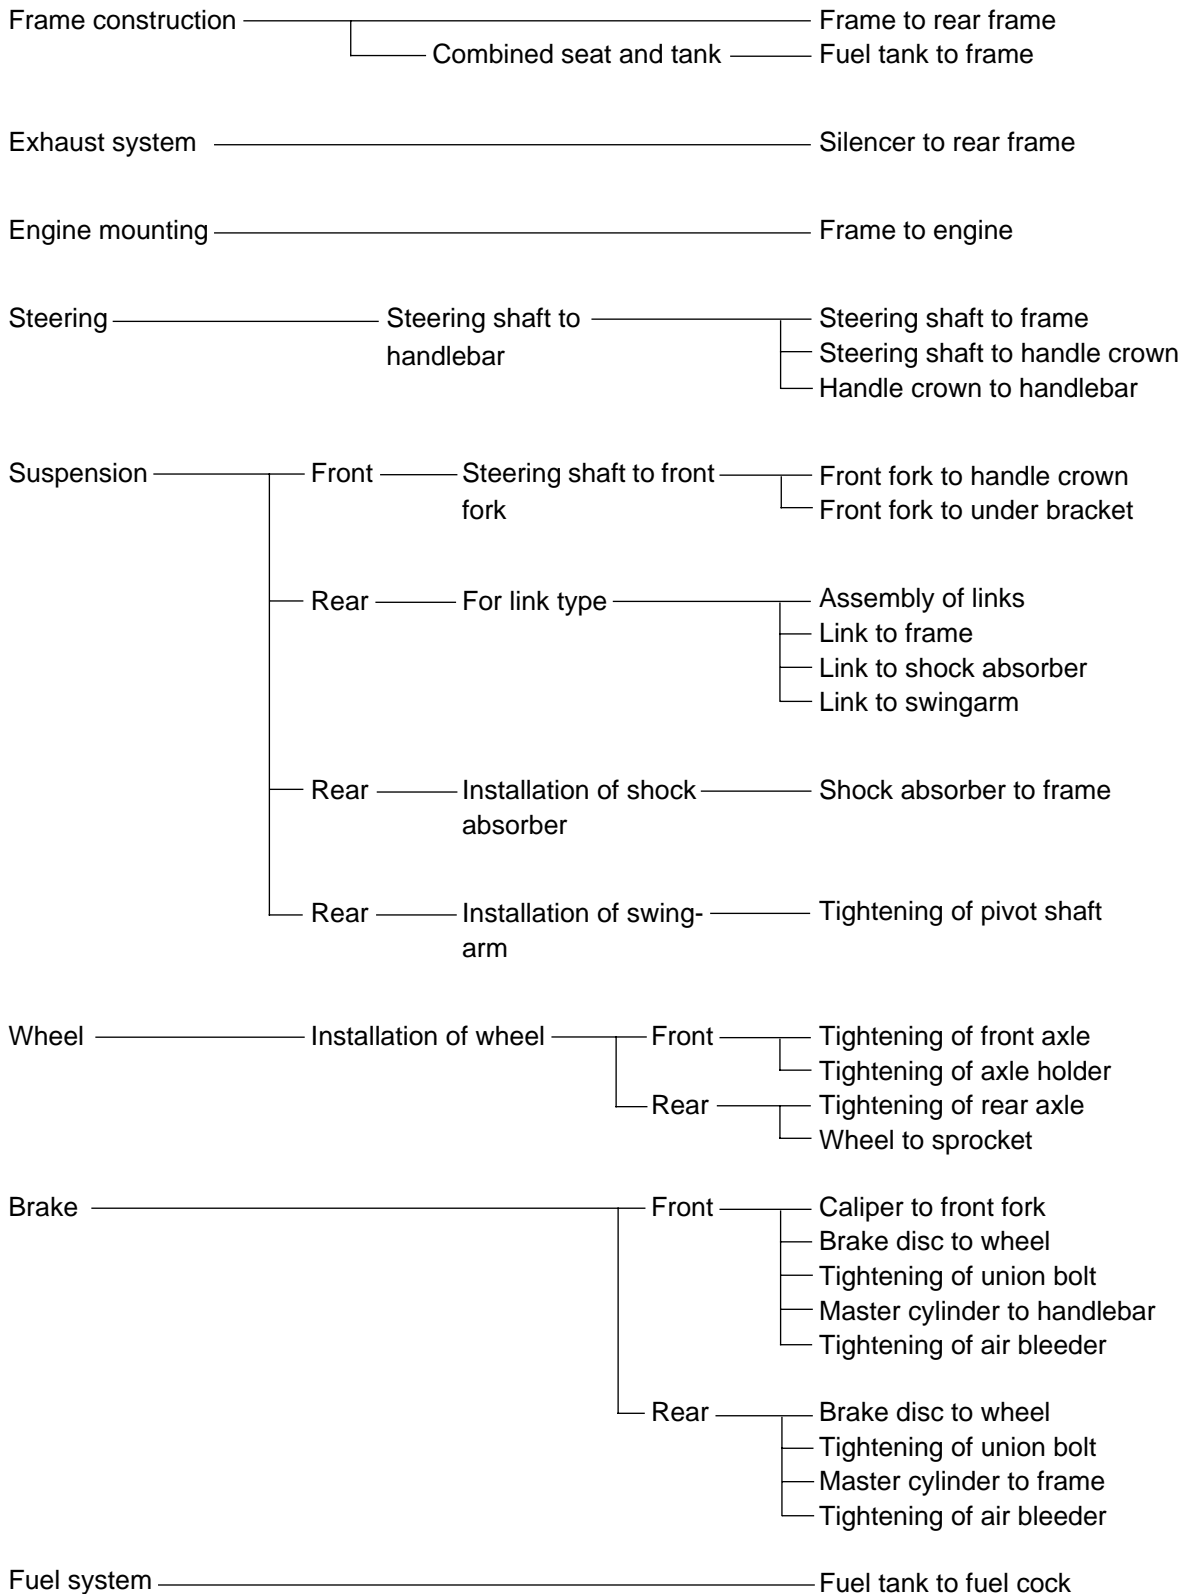 Frame construction Frame to rear frame
Combined seat and tank Fuel tank to frame
Exhaust system Silencer to rear frame
Engine mounting Frame to engine
Steering Steering shaft to handlebar Steering shaft to frame
Steering shaft to handle crown
Handle crown to handlebar
Suspension Front Steering shaft to front fork Front fork to handle crown
Front fork to under bracket
Rear For link type Assembly of links
Link to frame
Link to shock absorber
Link to swingarm
Rear Installation of shock absorber Shock absorber to frame
Rear Installation of swing-
arm Tightening of pivot shaft
Wheel Installation of wheel Front Tightening of front axle
Tightening of axle holder
Rear Tightening of rear axle
Wheel to sprocket
Brake Front Caliper to front fork
Brake disc to wheel
Tightening of union bolt
Master cylinder to handlebar
Tightening of air bleeder
Rear Brake disc to wheel
Tightening of union bolt
Master cylinder to frame
Tightening of air bleeder
Fuel system Fuel tank to fuel cock